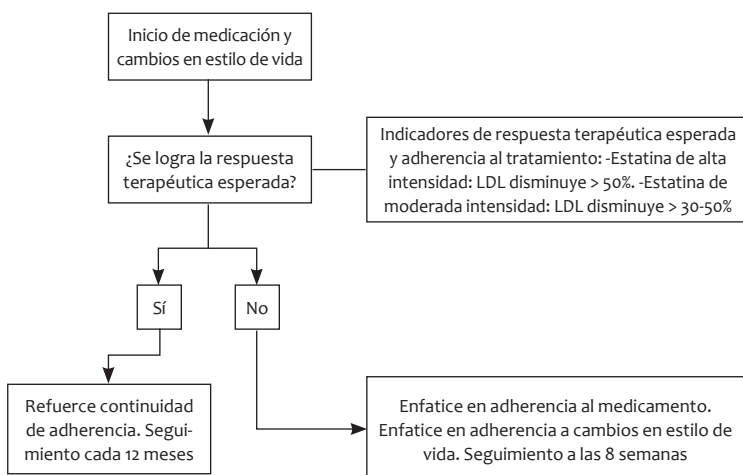 Inicio de medicación y
cambios en estilo de vida
¿Se logra la respuesta
terapéutica esperada?
Indicadores de respuesta terapéutica esperada
y adherencia al tratamiento: -Estatina de alta
intensidad: LDL disminuye > 50%. -Estatina de
moderada intensidad: LDL disminuye > 30-50%
Sí
No
Refuerce continuidad
de adherencia. Segui-
miento cada 12 meses
Enfatice en adherencia al medicamento.
Enfatice en adherencia a cambios en estilo de
vida. Seguimiento a las 8 semanas